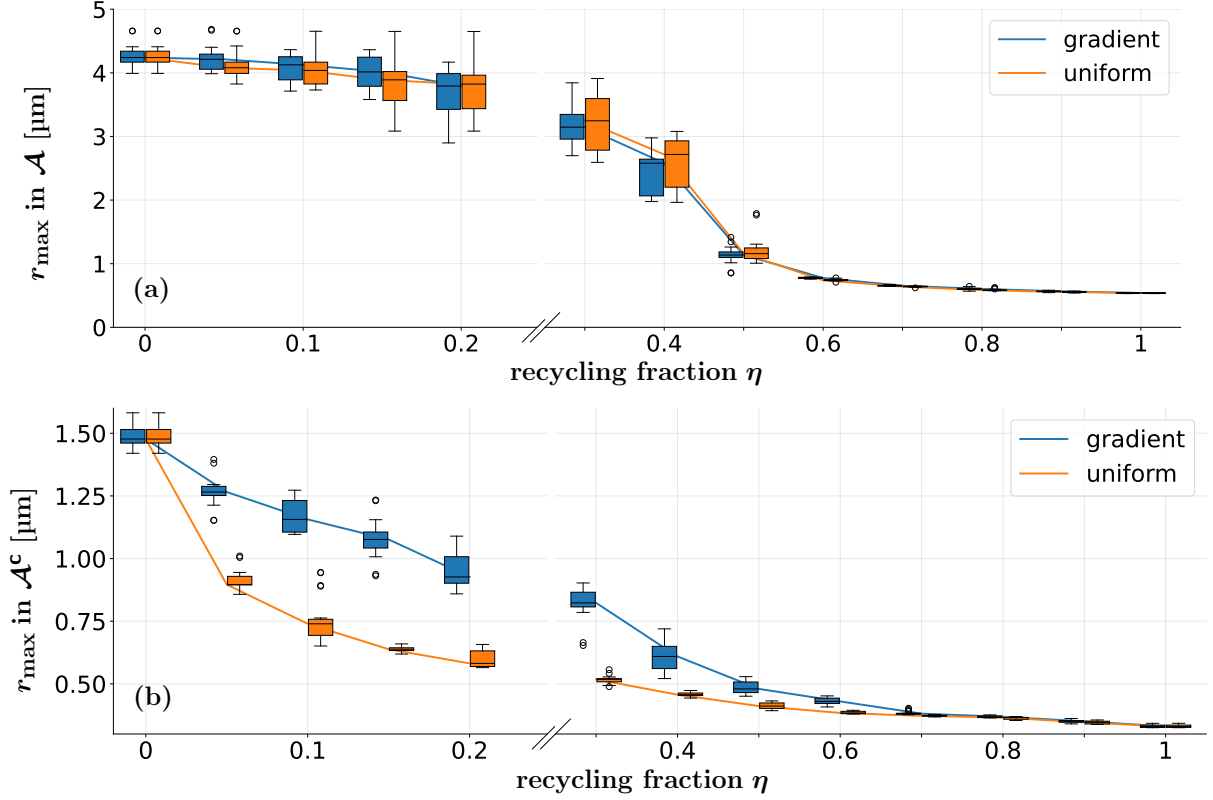 5
4
3
2
1
0
r_max in 𝒜 [µm]
gradient
uniform
(a)
0
0.1
0.2
0.4
0.6
0.8
1
recycling fraction η
1.50
1.25
1.00
0.75
0.50
r_max in 𝒜ᶜ [µm]
gradient
uniform
(b)
0
0.1
0.2
0.4
0.6
0.8
1
recycling fraction η